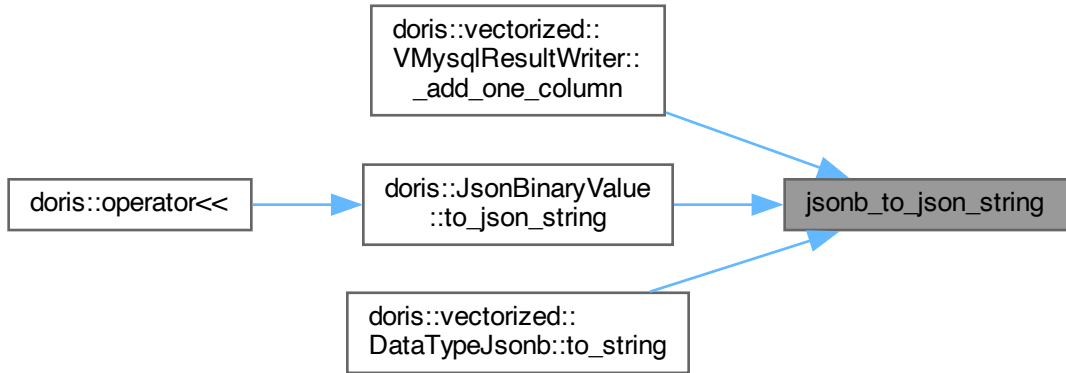 doris::vectorized::
VMysqlResultWriter::
_add_one_column
doris::operator<<
doris::JsonBinaryValue
::to_json_string
jsonb_to_json_string
doris::vectorized::
DataTypeJsonb::to_string